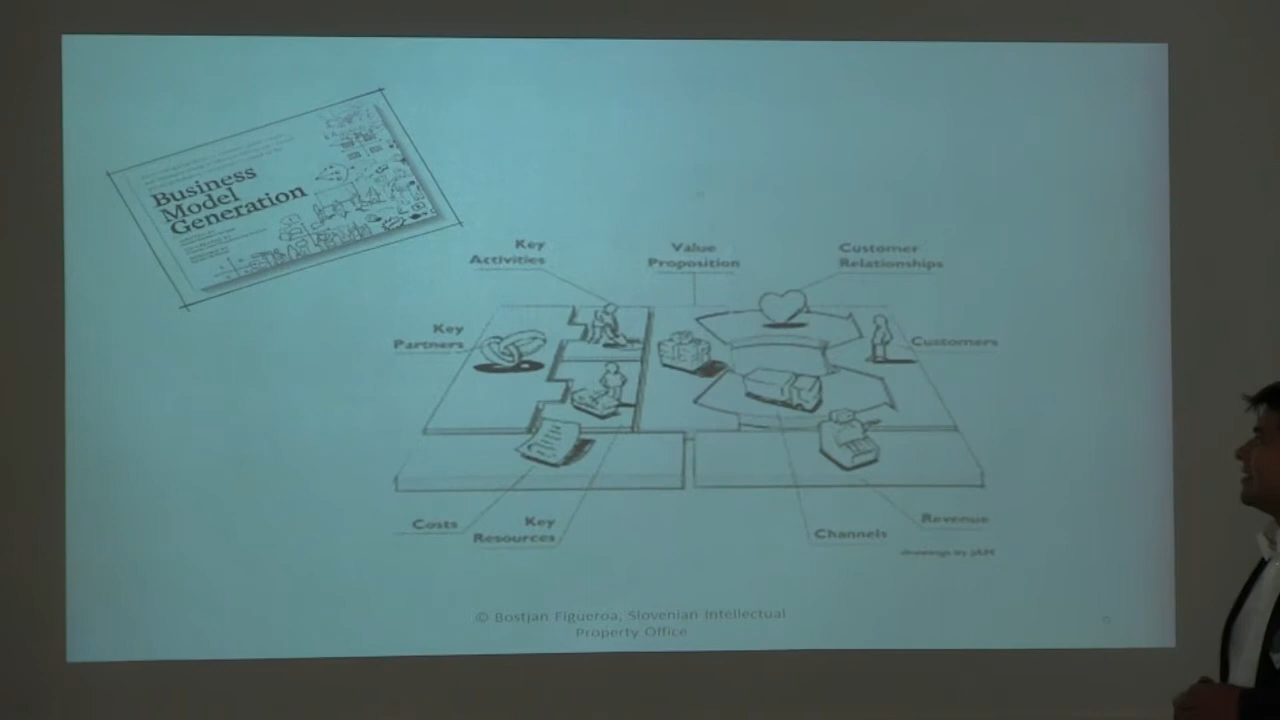 Business
Model
Generation
Key
Activities
Value
Proposition
Customer
Relationships
Key
Partners
Customers
Costs
Key
Resources
Channels
Revenue
drawings by JAM
© Bostjan Figueroa, Slovenian Intellectual
Property Office